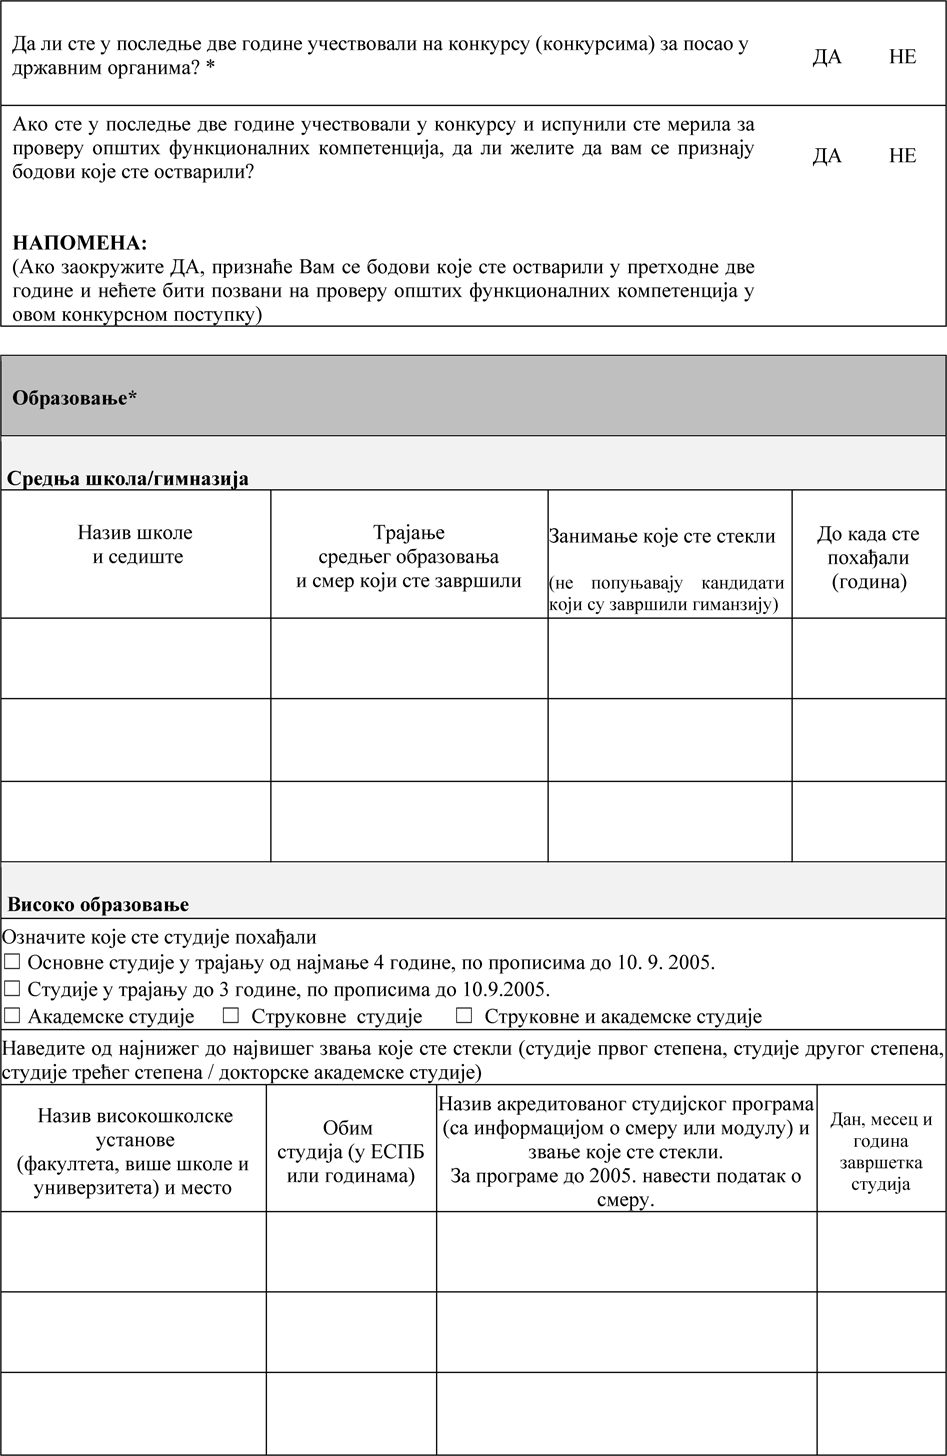 Да ли сте у последње две године учествовали на конкурсу (конкурсима) за посао у
државним органима? *
ДА НЕ
Ако сте у последње две године учествовали у конкурсу и испунили сте мерила за
проверу општих функционалних компетенција, да ли желите да вам се признају
бодови које сте остварили?
ДА НЕ
НАПОМЕНА:
(Ако заокружите ДА, признаће Вам се бодови које сте остварили у претходне две
године и нећете бити позвани на проверу општих функционалних компетенција у
овом конкурсном поступку)
Образовање*
Средња школа/гимназија
Назив школе
и седиште
Трајање
средњег образовања
и смер који сте завршили
Занимање које сте стекли
(не попуњавају кандидати
који су завршили гиманзију)
До када сте
похађали
(година)
Високо образовање
Означите које сте студије похађали
☐ Основне студије у трајању од најмање 4 године, по прописима до 10. 9. 2005.
☐ Студије у трајању до 3 године, по прописима до 10.9.2005.
☐ Академске студије ☐ Струковне студије ☐ Струковне и академске студије
Наведите од најнижег до највишег звања које сте стекли (студије првог степена, студије другог степена,
студије трећег степена / докторске академске студије)
Назив високошколске
установе
(факултета, више школе и
универзитета) и место
Обим
студија (у ЕСПБ
или годинама)
Назив акредитованог студијског програма
(са информацијом о смеру или модулу) и
звање које сте стекли.
За програме до 2005. навести податак о
смеру.
Дан, месец и
година
завршетка
студија